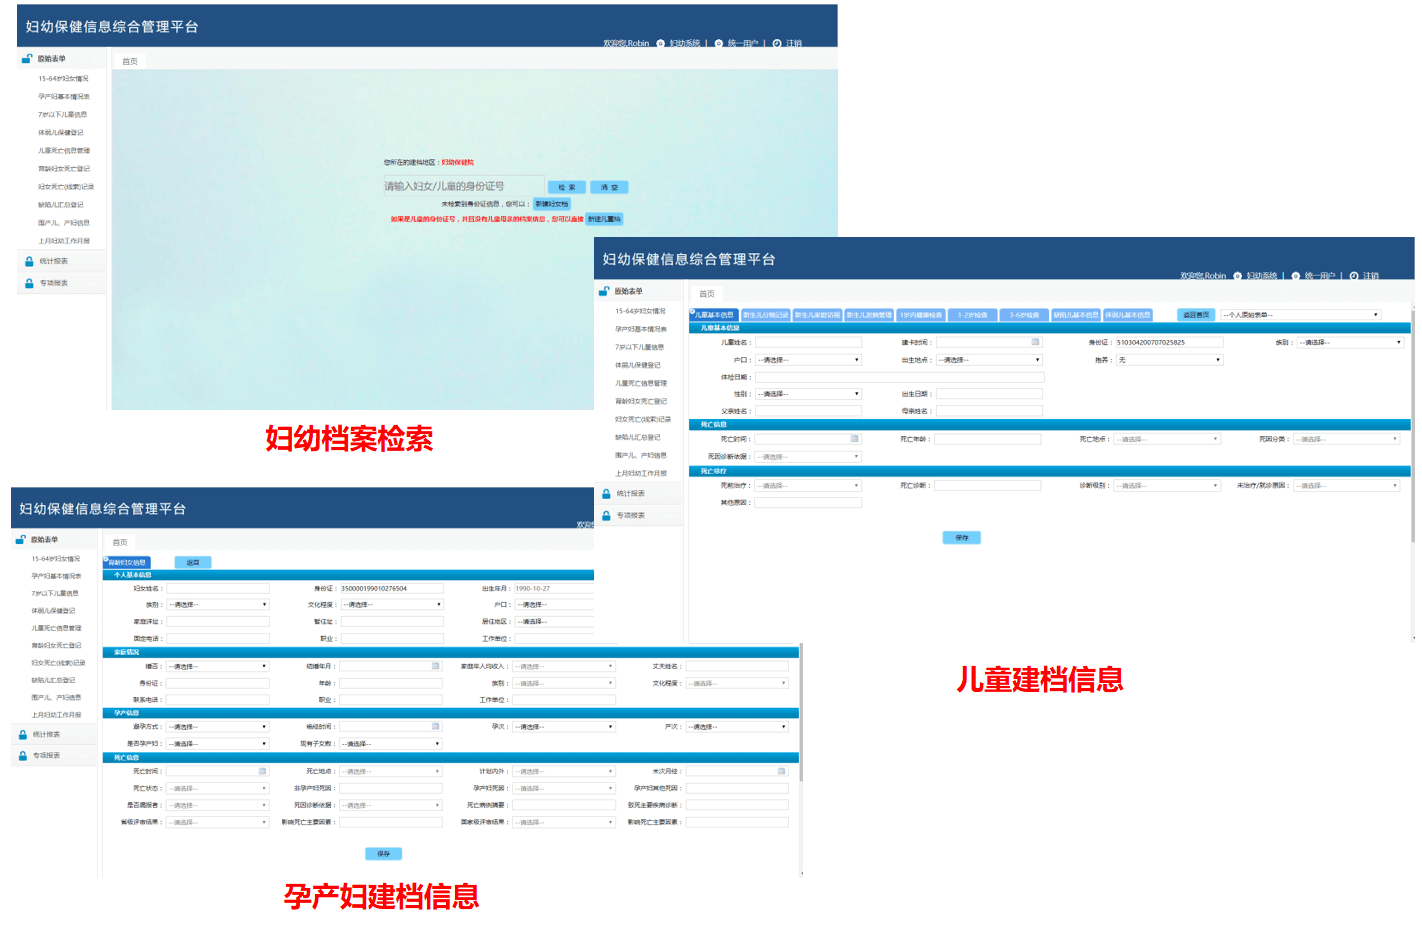 妇幼保健信息综合管理平台
欢迎您,Robin 妇幼系统 | 统一用户 | 注销
原始表单
首页
15-64岁妇女情况
孕产妇基本情况表
7岁以下儿童信息
体弱儿保健登记
儿童死亡信息管理
育龄妇女死亡登记
妇女死亡(线索)记录
缺陷儿汇总登记
围产儿、产妇信息
上月妇幼工作月报
统计报表
专项报表
您所在的建档地区：妇幼保健院
请输入妇女/儿童的身份证号 检 索 清 空
未检索到身份证信息，您可以： 新建妇女档
如果是儿童的身份证号，并且没有儿童母亲的档案信息，您可以直接 新建儿童档
妇幼档案检索
妇幼保健信息综合管理平台
欢迎您,Robin 妇幼系统 | 统一用户 | 注销
原始表单
首页
15-64岁妇女情况
孕产妇基本情况表
7岁以下儿童信息
体弱儿保健登记
儿童死亡信息管理
育龄妇女死亡登记
妇女死亡(线索)记录
缺陷儿汇总登记
围产儿、产妇信息
上月妇幼工作月报
统计报表
专项报表
儿童基本信息 新生儿分娩记录 新生儿家庭访视 新生儿发病管理 1岁内健康检查 1-2岁检查 3-6岁检查 缺陷儿基本信息 体弱儿基本信息 返回首页 --个人原始表单--
儿童基本信息
儿童姓名： 建卡时间： 身份证： 510304200707025825 族别： --请选择--
户口： --请选择-- 出生地点： --请选择-- 抱养： 无
体检日期：
性别： --请选择-- 出生日期：
父亲姓名： 母亲姓名：
死亡信息
死亡时间： 死亡年龄： 死亡地点： --请选择-- 死因分类： --请选择--
死因诊断依据： --请选择--
死亡诊疗
死前治疗： --请选择-- 死亡诊断： 诊断级别： --请选择-- 未治疗/就诊原因： --请选择--
其他原因：
保存
儿童建档信息
妇幼保健信息综合管理平台
欢迎您
原始表单
首页
15-64岁妇女情况
孕产妇基本情况表
7岁以下儿童信息
体弱儿保健登记
儿童死亡信息管理
育龄妇女死亡登记
妇女死亡(线索)记录
缺陷儿汇总登记
围产儿、产妇信息
上月妇幼工作月报
统计报表
专项报表
育龄妇女信息 返回
个人基本信息
妇女姓名： 身份证： 350000199010276504 出生年月： 1990-10-27
族别： --请选择-- 文化程度： --请选择-- 户口： --请选择--
家庭详址： 暂住址： 居住地区： --请选择--
固定电话： 职业： 工作单位：
家庭情况
婚否： --请选择-- 结婚年月： 家庭年人均收入： --请选择-- 丈夫姓名：
身份证： 年龄： 族别： --请选择-- 文化程度： --请选择--
联系电话： 职业： 工作单位：
孕产信息
避孕方式： --请选择-- 绝经时间： 孕次： --请选择-- 产次： --请选择--
是否孕产妇： --请选择-- 现有子女数： --请选择--
死亡信息
死亡时间： 死亡地点： --请选择-- 计划内外： --请选择-- 末次月经：
死亡状态： --请选择-- 非孕产妇死因： 孕产妇死因： --请选择-- 孕产妇其他死因：
是否漏报者： --请选择-- 死因诊断依据： --请选择-- 死亡病例摘要： 致死主要疾病诊断：
省级评审结果： --请选择-- 影响死亡主要因素： 国家级评审结果： --请选择-- 影响死亡主要因素：
保存
孕产妇建档信息